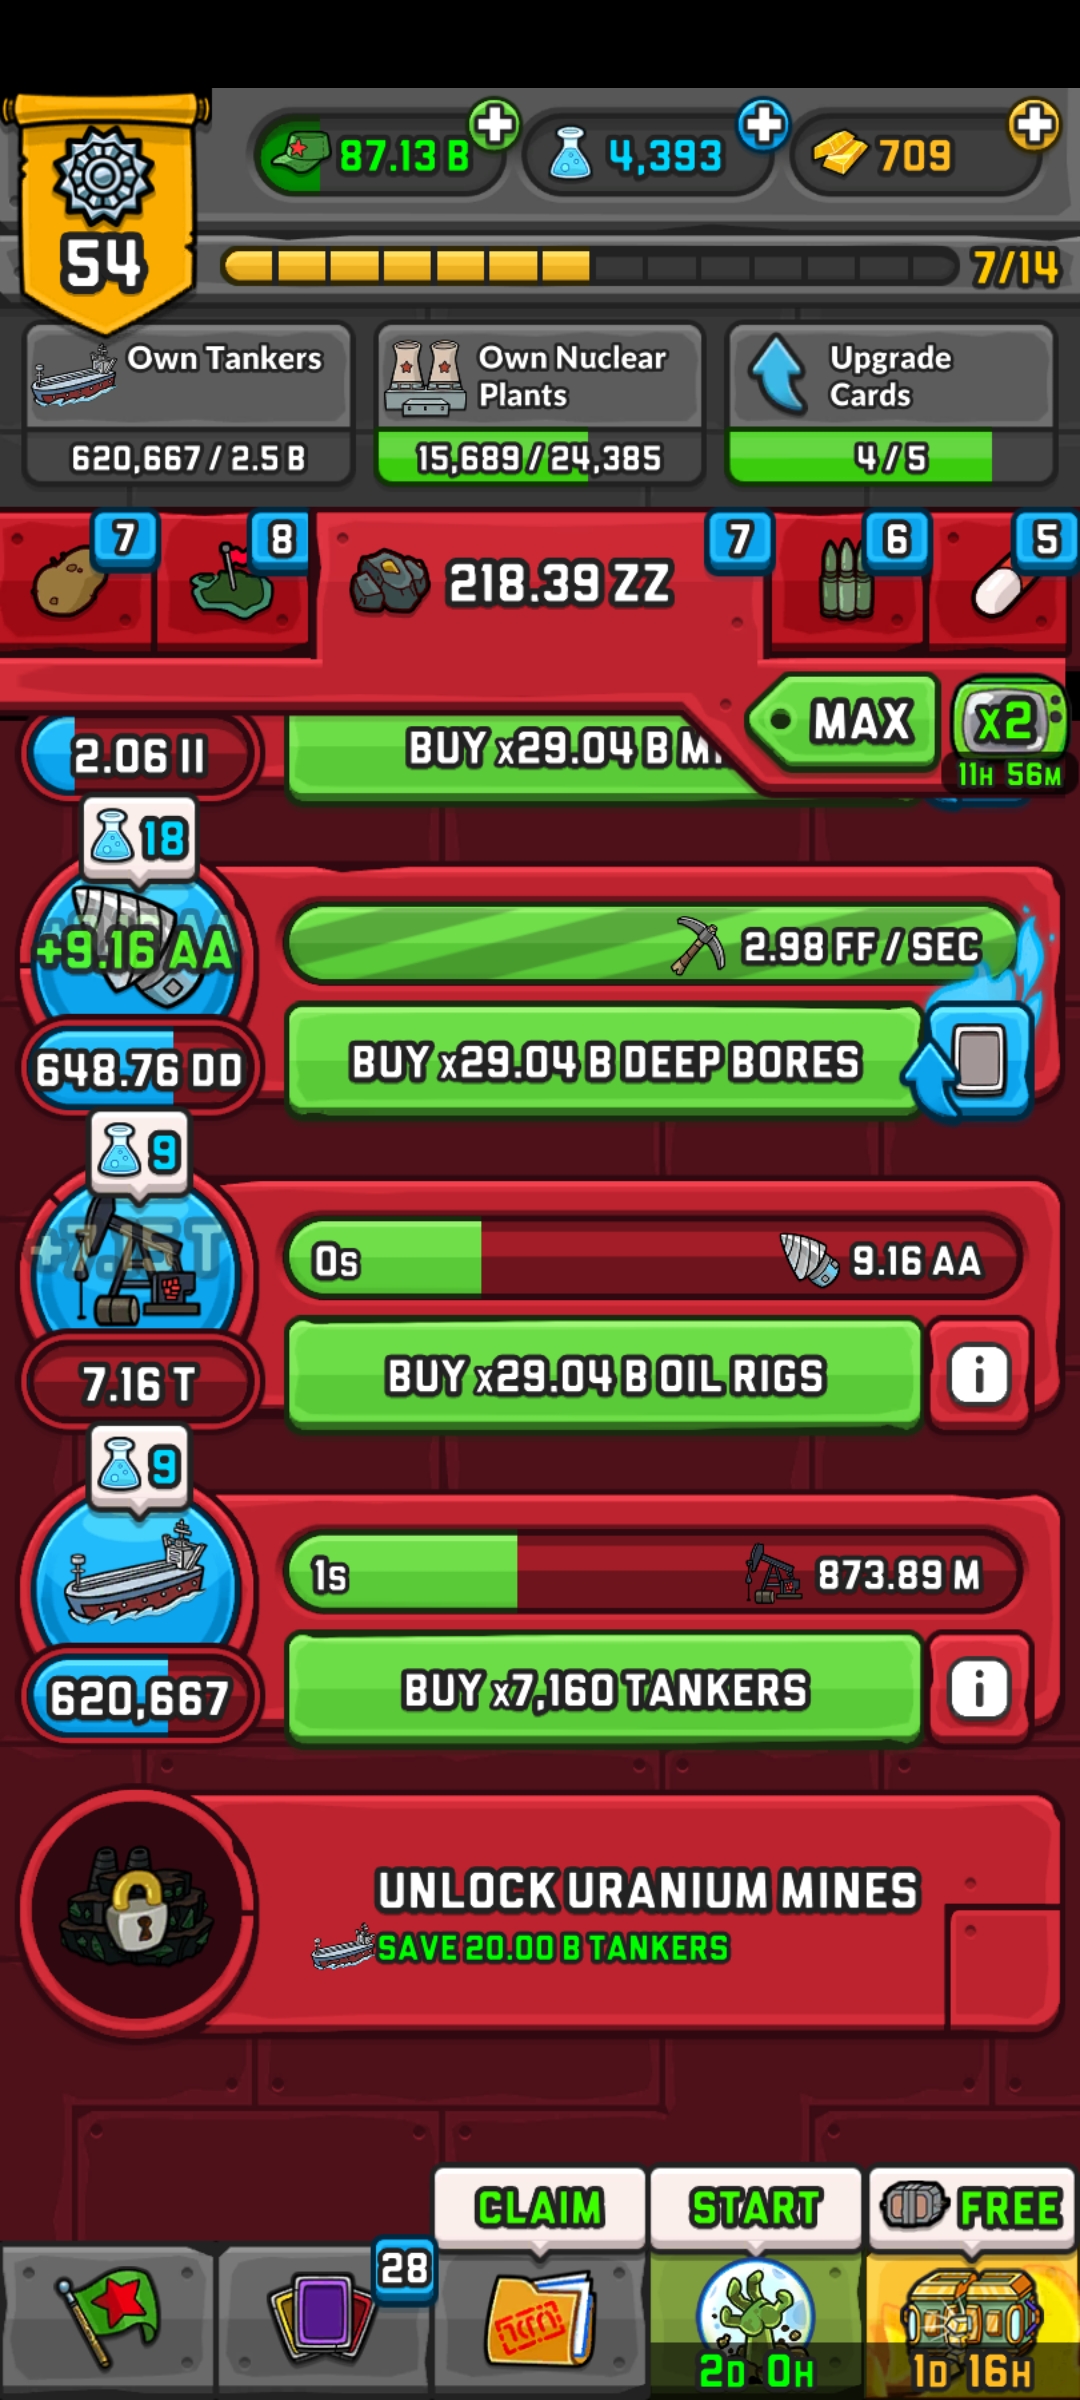 87.13 B
4,393
709
54
7/14
Own Tankers
620,667 / 2.5 B
Own Nuclear
Plants
15,689 / 24,385
Upgrade
Cards
4 / 5
7
8
218.39 ZZ
7
6
5
MAX
x2
11H 56M
2.06 II
BUY x29.04 B M
18
+9.16 AA
2.98 FF / SEC
648.76 DD
BUY x29.04 B DEEP BORES
9
0s
9.16 AA
7.16 T
BUY x29.04 B OIL RIGS
i
9
1s
873.89 M
620,667
BUY x7,160 TANKERS
i
UNLOCK URANIUM MINES
SAVE 20.00 B TANKERS
CLAIM
START
FREE
28
2D 0H
1D 16H